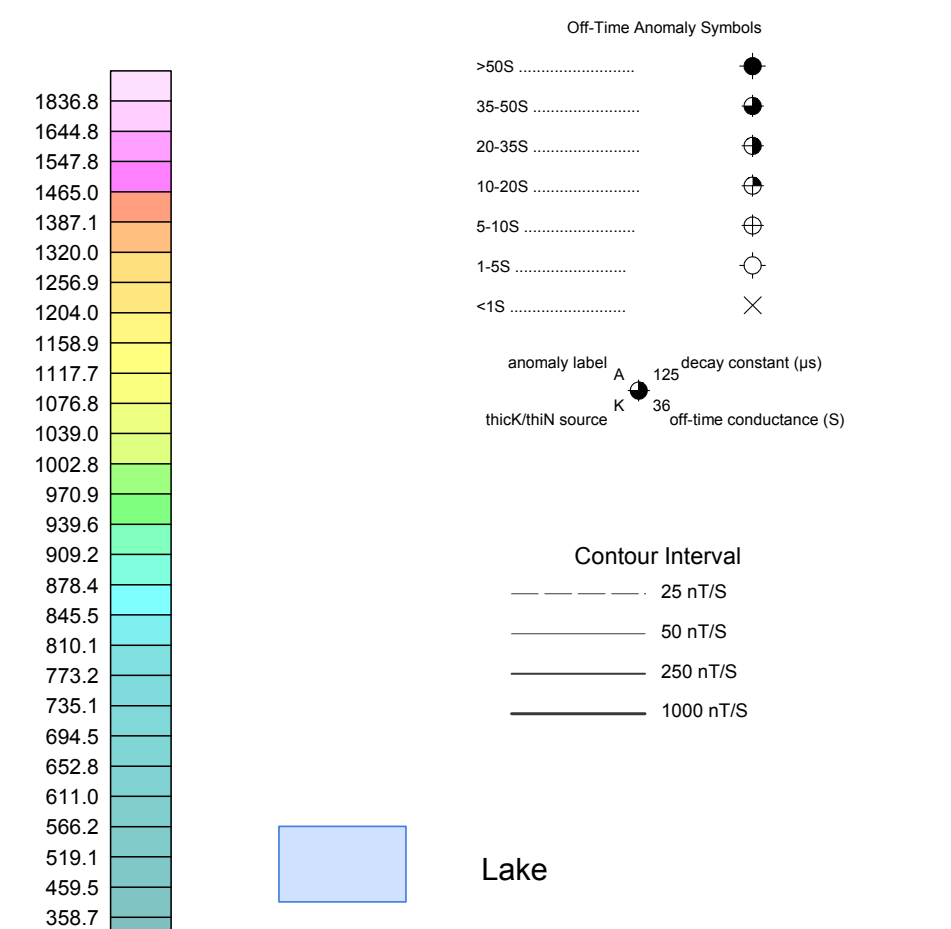 Off-Time Anomaly Symbols
>50S ..........................
35-50S ........................
20-35S ........................
10-20S ........................
5-10S .........................
1-5S .........................
<1S ..........................
anomaly label
decay constant (µs)
A 125
K 36
thicK/thiN source
off-time conductance (S)
Contour Interval
25 nT/S
50 nT/S
250 nT/S
1000 nT/S
Lake
1836.8
1644.8
1547.8
1465.0
1387.1
1320.0
1256.9
1204.0
1158.9
1117.7
1076.8
1039.0
1002.8
970.9
939.6
909.2
878.4
845.5
810.1
773.2
735.1
694.5
652.8
611.0
566.2
519.1
459.5
358.7